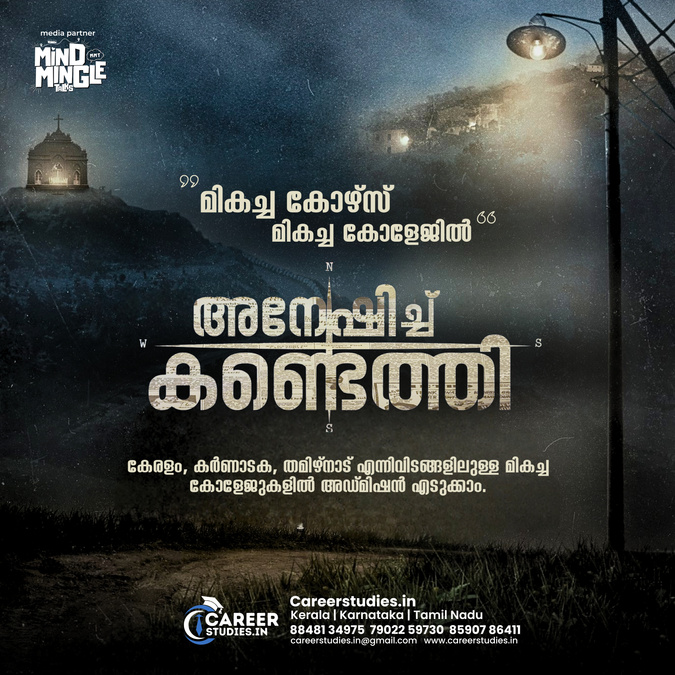 media partner
MIND
MINGLE
TALKS
"മികച്ച കോഴ്സ്
മികച്ച കോളേജിൽ"
N
അന്വേഷിച്ച്
W S
കണ്ടെത്തി
S
കേരളം, കർണാടക, തമിഴ്നാട് എന്നിവിടങ്ങളിലുള്ള മികച്ച
കോളേജുകളിൽ അഡ്മിഷൻ എടുക്കാം.
CAREER
STUDIES.IN
Careerstudies.in
Kerala | Karnataka | Tamil Nadu
88481 34975 79022 59730 85907 86411
careerstudies.in@gmail.com www.careerstudies.in